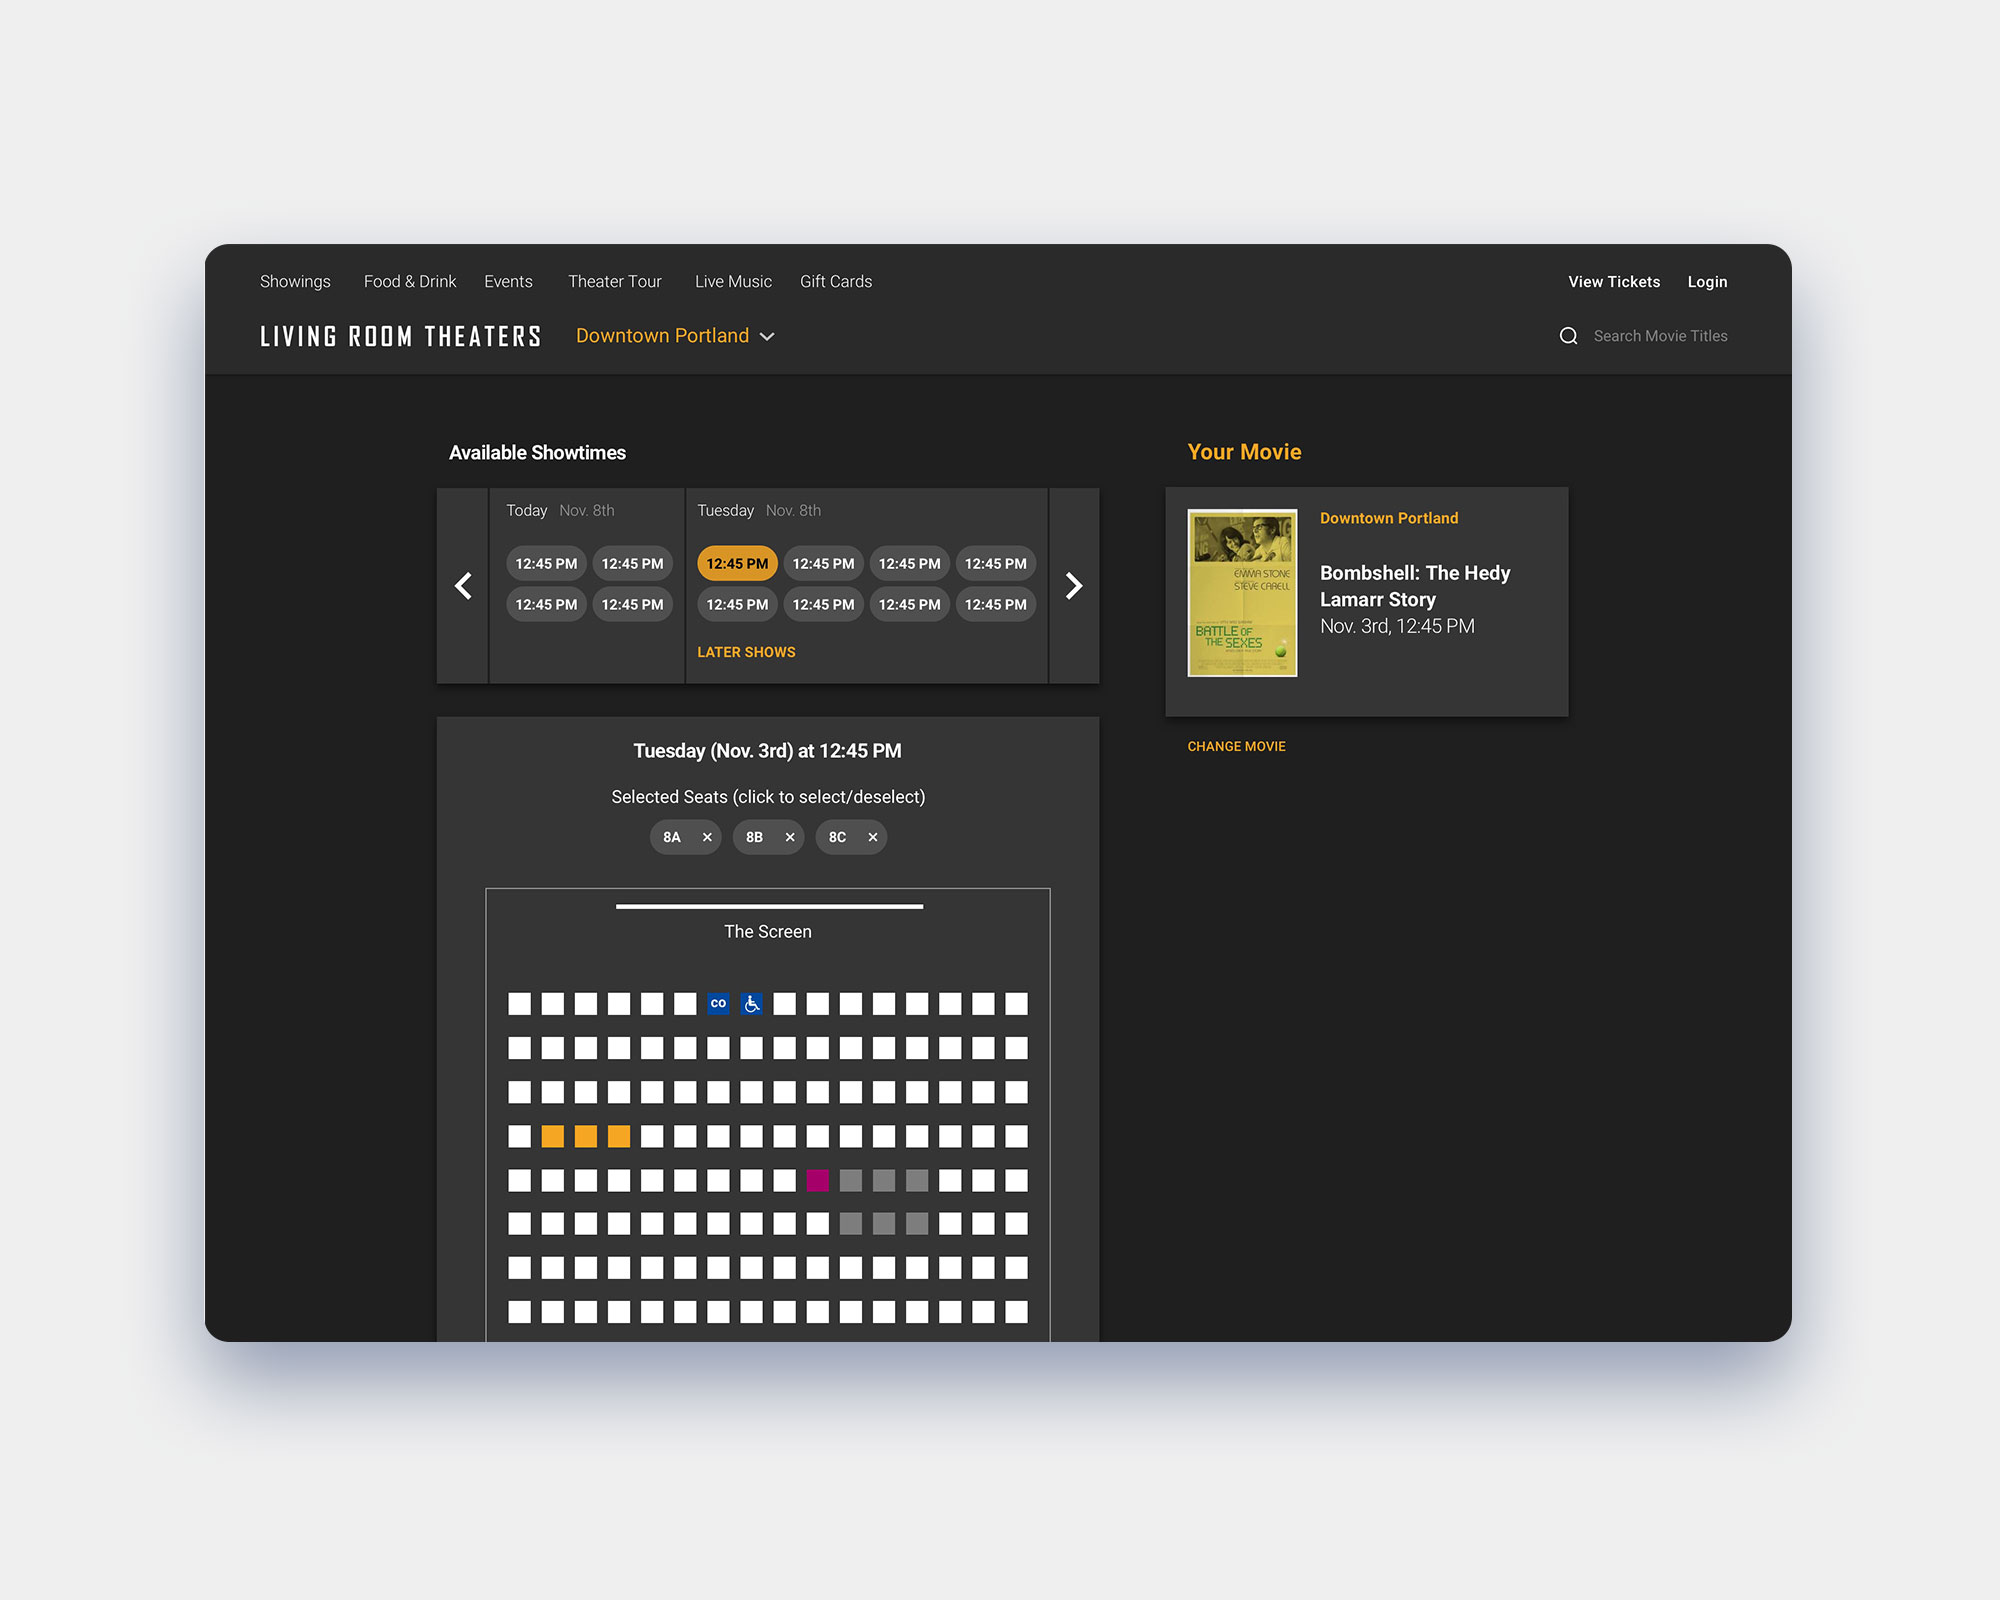 Showings Food & Drink Events Theater Tour Live Music Gift Cards View Tickets Login
LIVING ROOM THEATERS Downtown Portland Search Movie Titles
Available Showtimes
Today Nov. 8th Tuesday Nov. 8th
12:45 PM 12:45 PM 12:45 PM 12:45 PM 12:45 PM 12:45 PM
12:45 PM 12:45 PM 12:45 PM 12:45 PM 12:45 PM 12:45 PM
LATER SHOWS
Your Movie
EMMA STONE
STEVE CARELL
BATTLE OF
THE SEXES
Downtown Portland
Bombshell: The Hedy
Lamarr Story
Nov. 3rd, 12:45 PM
CHANGE MOVIE
Tuesday (Nov. 3rd) at 12:45 PM
Selected Seats (click to select/deselect)
8A × 8B × 8C ×
The Screen
CO